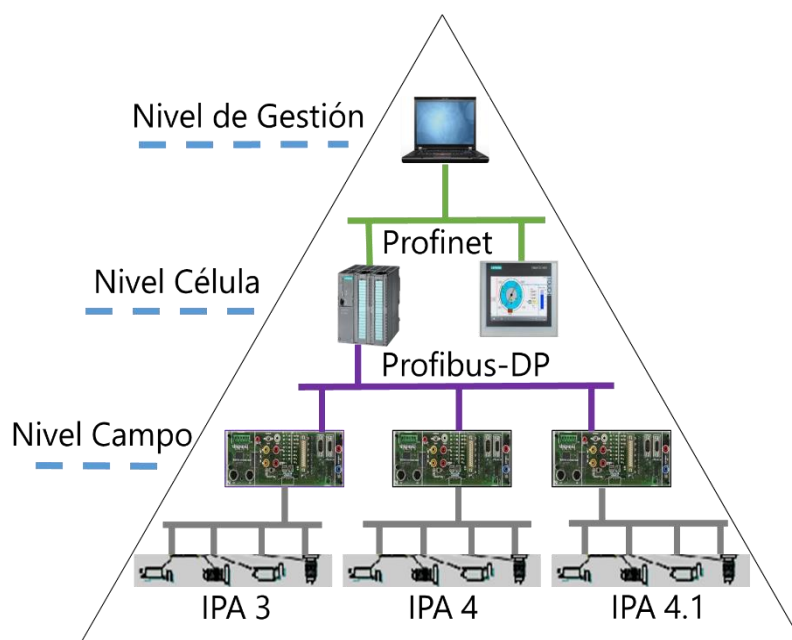 Nivel de Gestión
Profinet
Nivel Célula
Profibus-DP
Nivel Campo
IPA 3
IPA 4
IPA 4.1